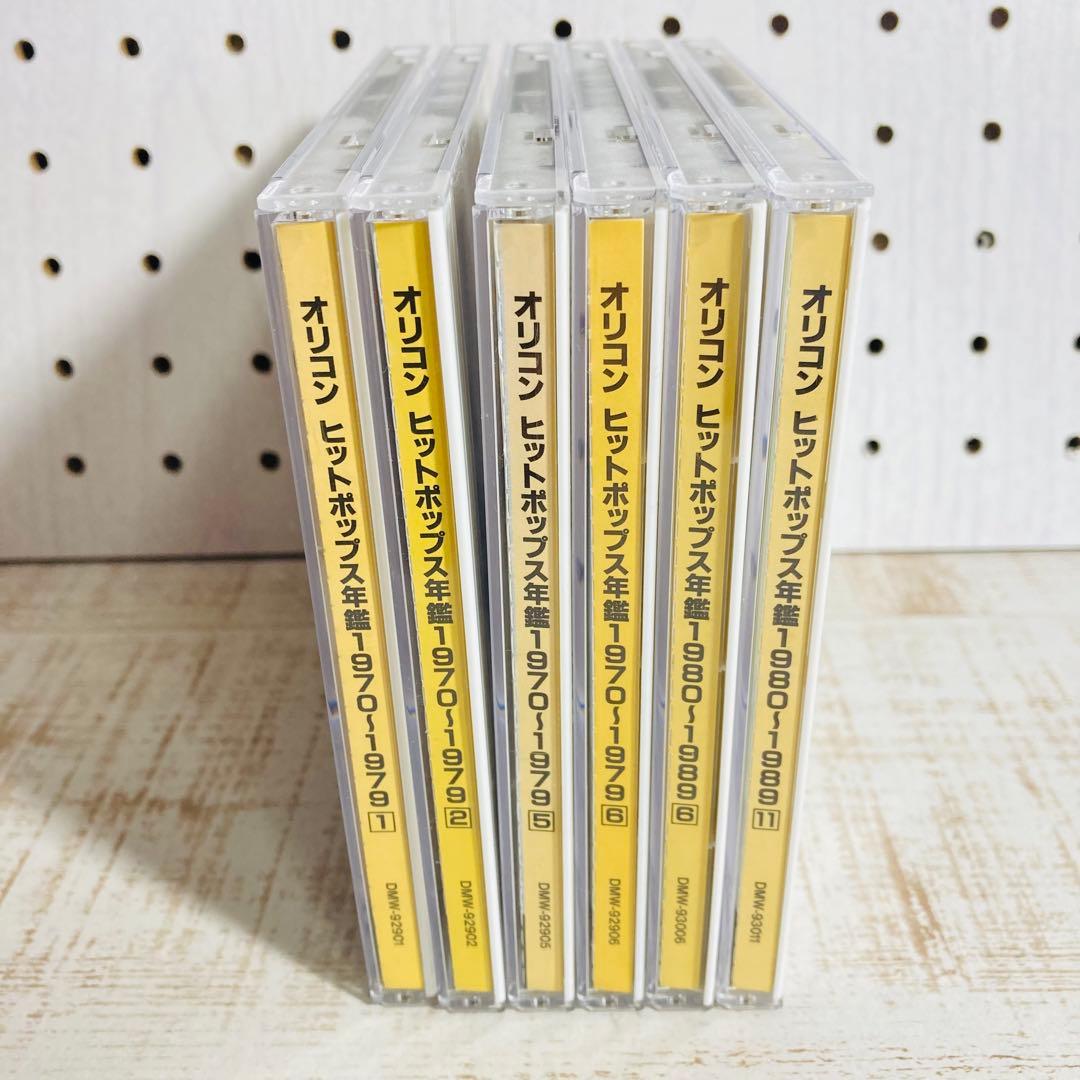 オリコン ヒットポップス年鑑1970~1979 1
DMW-92901
オリコン ヒットポップス年鑑1970~1979 2
DMW-92902
オリコン ヒットポップス年鑑1970~1979 5
DMW-92905
オリコン ヒットポップス年鑑1970~1979 6
DMW-92906
オリコン ヒットポップス年鑑1980~1989 6
DMW-93006
オリコン ヒットポップス年鑑1980~1989 11
DMW-93011